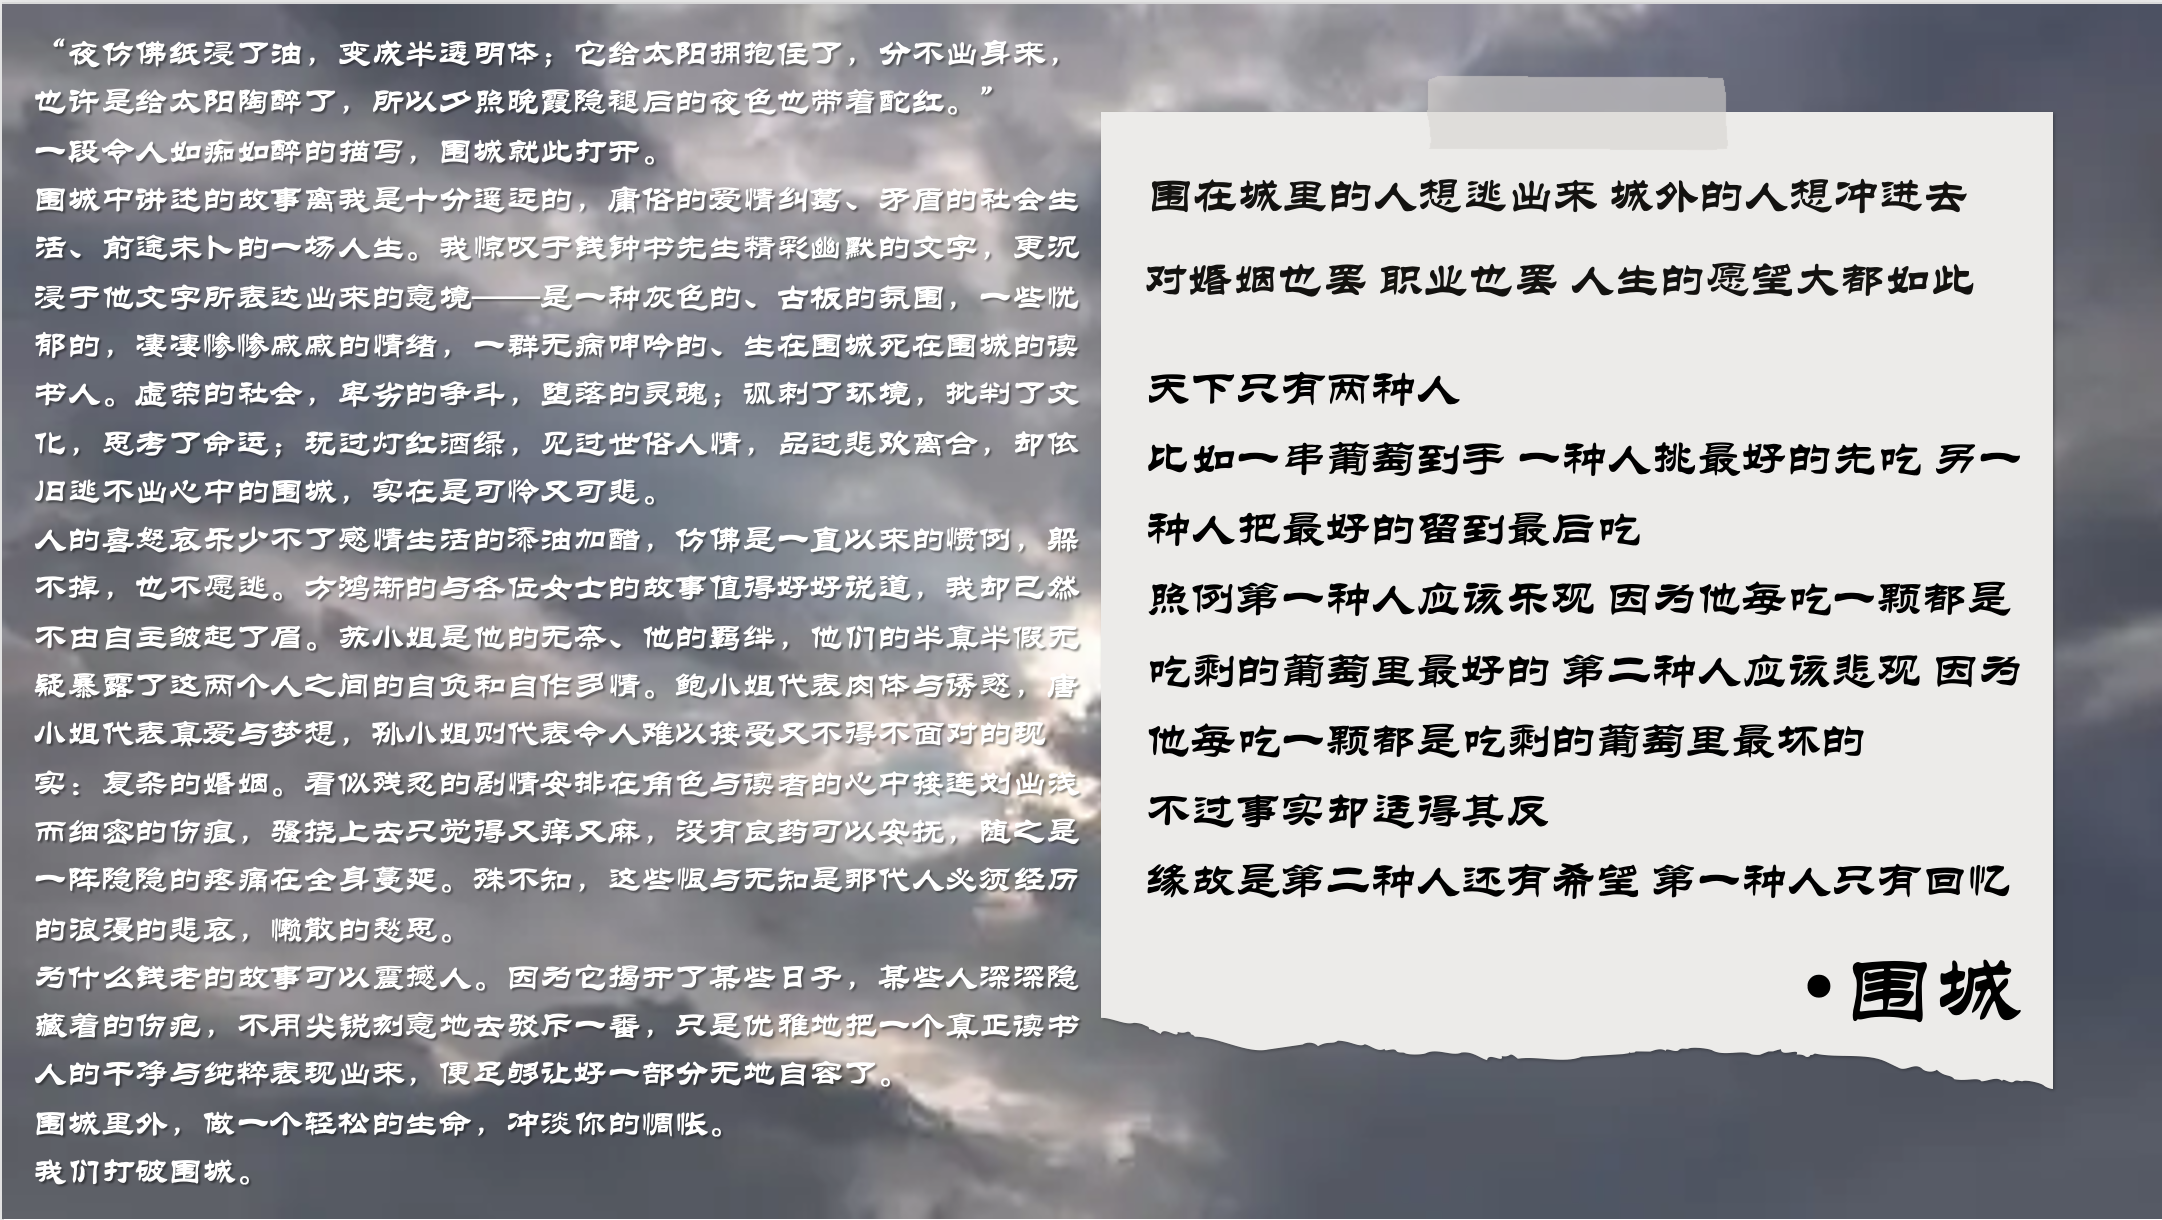 “夜仿佛纸浸了油，变成半透明体；它给太阳拥抱住了，分不出身来，
也许是给太阳陶醉了，所以夕照晚霞隐褪后的夜色也带着酡红。”
一段令人如痴如醉的描写，围城就此打开。
围城中讲述的故事离我是十分遥远的，庸俗的爱情纠葛、矛盾的社会生
活、前途未卜的一场人生。我惊叹于钱钟书先生精彩幽默的文字，更沉
浸于他文字所表达出来的意境——是一种灰色的、古板的氛围，一些忧
郁的，凄凄惨惨戚戚的情绪，一群无病呻吟的、生在围城死在围城的读
书人。虚荣的社会，卑劣的争斗，堕落的灵魂；讽刺了环境，批判了文
化，思考了命运；玩过灯红酒绿，见过世俗人情，品过悲欢离合，却依
旧逃不出心中的围城，实在是可怜又可悲。
人的喜怒哀乐少不了感情生活的添油加醋，仿佛是一直以来的惯例，躲
不掉，也不愿逃。方鸿渐的与各位女士的故事值得好好说道，我却已然
不由自主皱起了眉。苏小姐是他的无奈、他的羁绊，他们的半真半假无
疑暴露了这两个人之间的自负和自作多情。鲍小姐代表肉体与诱惑，唐
小姐代表真爱与梦想，孙小姐则代表令人难以接受又不得不面对的现
实：复杂的婚姻。看似残忍的剧情安排在角色与读者的心中接连划出浅
而细密的伤痕，骚挠上去只觉得又痒又麻，没有良药可以安抚，随之是
一阵隐隐的疼痛在全身蔓延。殊不知，这些恨与无知是那代人必须经历
的浪漫的悲哀，懒散的愁思。
为什么钱老的故事可以震撼人。因为它揭开了某些日子，某些人深深隐
藏着的伤疤，不用尖锐刻意地去驳斥一番，只是优雅地把一个真正读书
人的干净与纯粹表现出来，便足够让好一部分无地自容了。
围城里外，做一个轻松的生命，冲淡你的惆怅。
我们打破围城。
围在城里的人想逃出来 城外的人想冲进去
对婚姻也罢 职业也罢 人生的愿望大都如此
天下只有两种人
比如一串葡萄到手 一种人挑最好的先吃 另一
种人把最好的留到最后吃
照例第一种人应该乐观 因为他每吃一颗都是
吃剩的葡萄里最好的 第二种人应该悲观 因为
他每吃一颗都是吃剩的葡萄里最坏的
不过事实却适得其反
缘故是第二种人还有希望 第一种人只有回忆
•围城